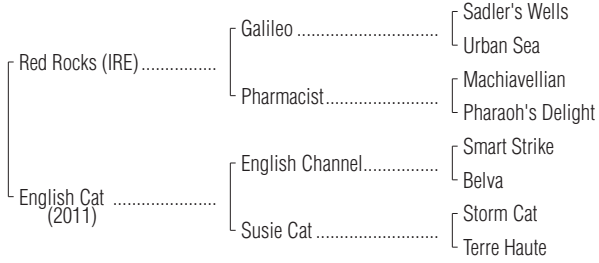 Sadler's Wells
Galileo ................................
Urban Sea
Red Rocks (IRE) ................
Machiavellian
Pharmacist .........................
Pharaoh's Delight
Smart Strike
English Channel .................
Belva
English Cat ......................
(2011)
Storm Cat
Susie Cat ...........................
Terre Haute